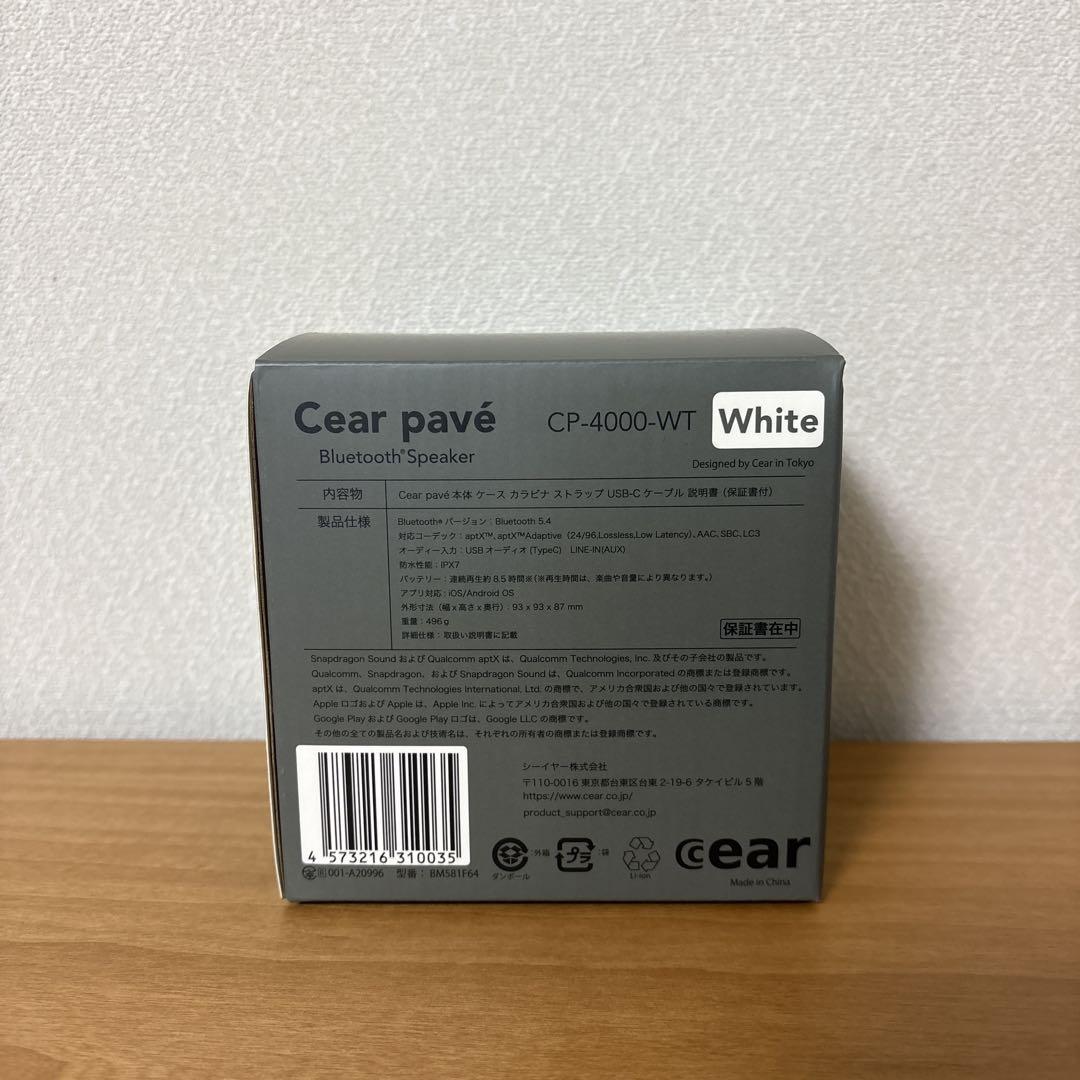 Cear pavé
CP-4000-WT
White
Bluetooth®Speaker
Designed by Cear in Tokyo
内容物
Cear pavé 本体 ケース カラビナ ストラップ USB-C ケーブル 説明書 (保証書付)
製品仕様
Bluetooth® バージョン：Bluetooth 5.4
対応コーデック：aptX™, aptX™Adaptive（24/96,Lossless,Low Latency)、AAC, SBC, LC3
オーディー入力：USB オーディオ (TypeC) LINE-IN(AUX)
防水性能：IPX7
バッテリー：連続再生約 8.5 時間※(※再生時間は、楽曲や音量により異なります。)
アプリ対応 : iOS/Android OS
外形寸法（幅 x 高さ x 奥行）: 93 x 93 x 87 mm
重量：496 g
詳細仕様：取扱い説明書に記載
保証書在中
Snapdragon Sound および Qualcomm aptX は、Qualcomm Technologies, Inc. 及びその子会社の製品です。
Qualcomm、Snapdragon、および Snapdragon Sound は、Qualcomm Incorporated の商標または登録商標です。
aptX は、Qualcomm Technologies International, Ltd. の商標で、アメリカ合衆国および他の国々で登録されています。
Apple ロゴおよび Apple は、Apple Inc. によってアメリカ合衆国および他の国々で登録されている商標です。
Google Play および Google Play ロゴは、Google LLC の商標です。
その他の全ての製品名および技術名は、それぞれの所有者の商標または登録商標です。
シーイヤー株式会社
〒110-0016 東京都台東区台東 2-19-6 タケイビル 5 階
https://www.cear.co.jp/
product_support@cear.co.jp
4 573216 310035
001-A20996 型番： BM581F64
ダンボール
:外箱
プラ
:袋
Li-ion
cear
Made in China